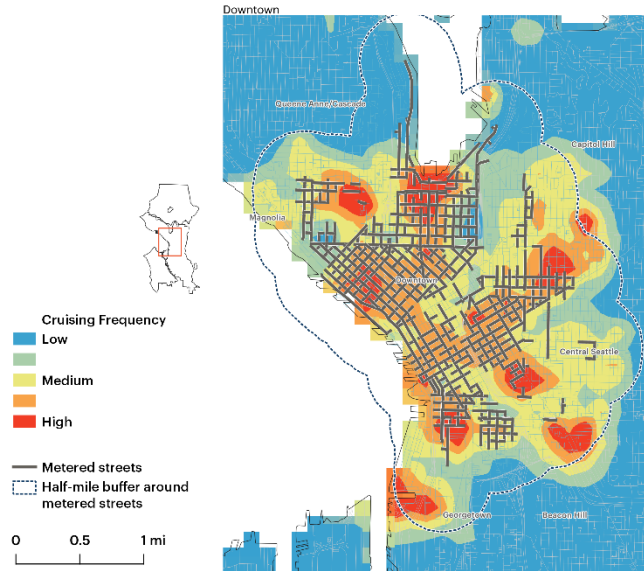 Downtown
Queene Anne/Cascade
Capitol Hill
Magnolia
Downtown
Central Seattle
Georgetown
Beacon Hill
Cruising Frequency
Low
Medium
High
Metered streets
Half-mile buffer around
metered streets
0 0.5 1 mi